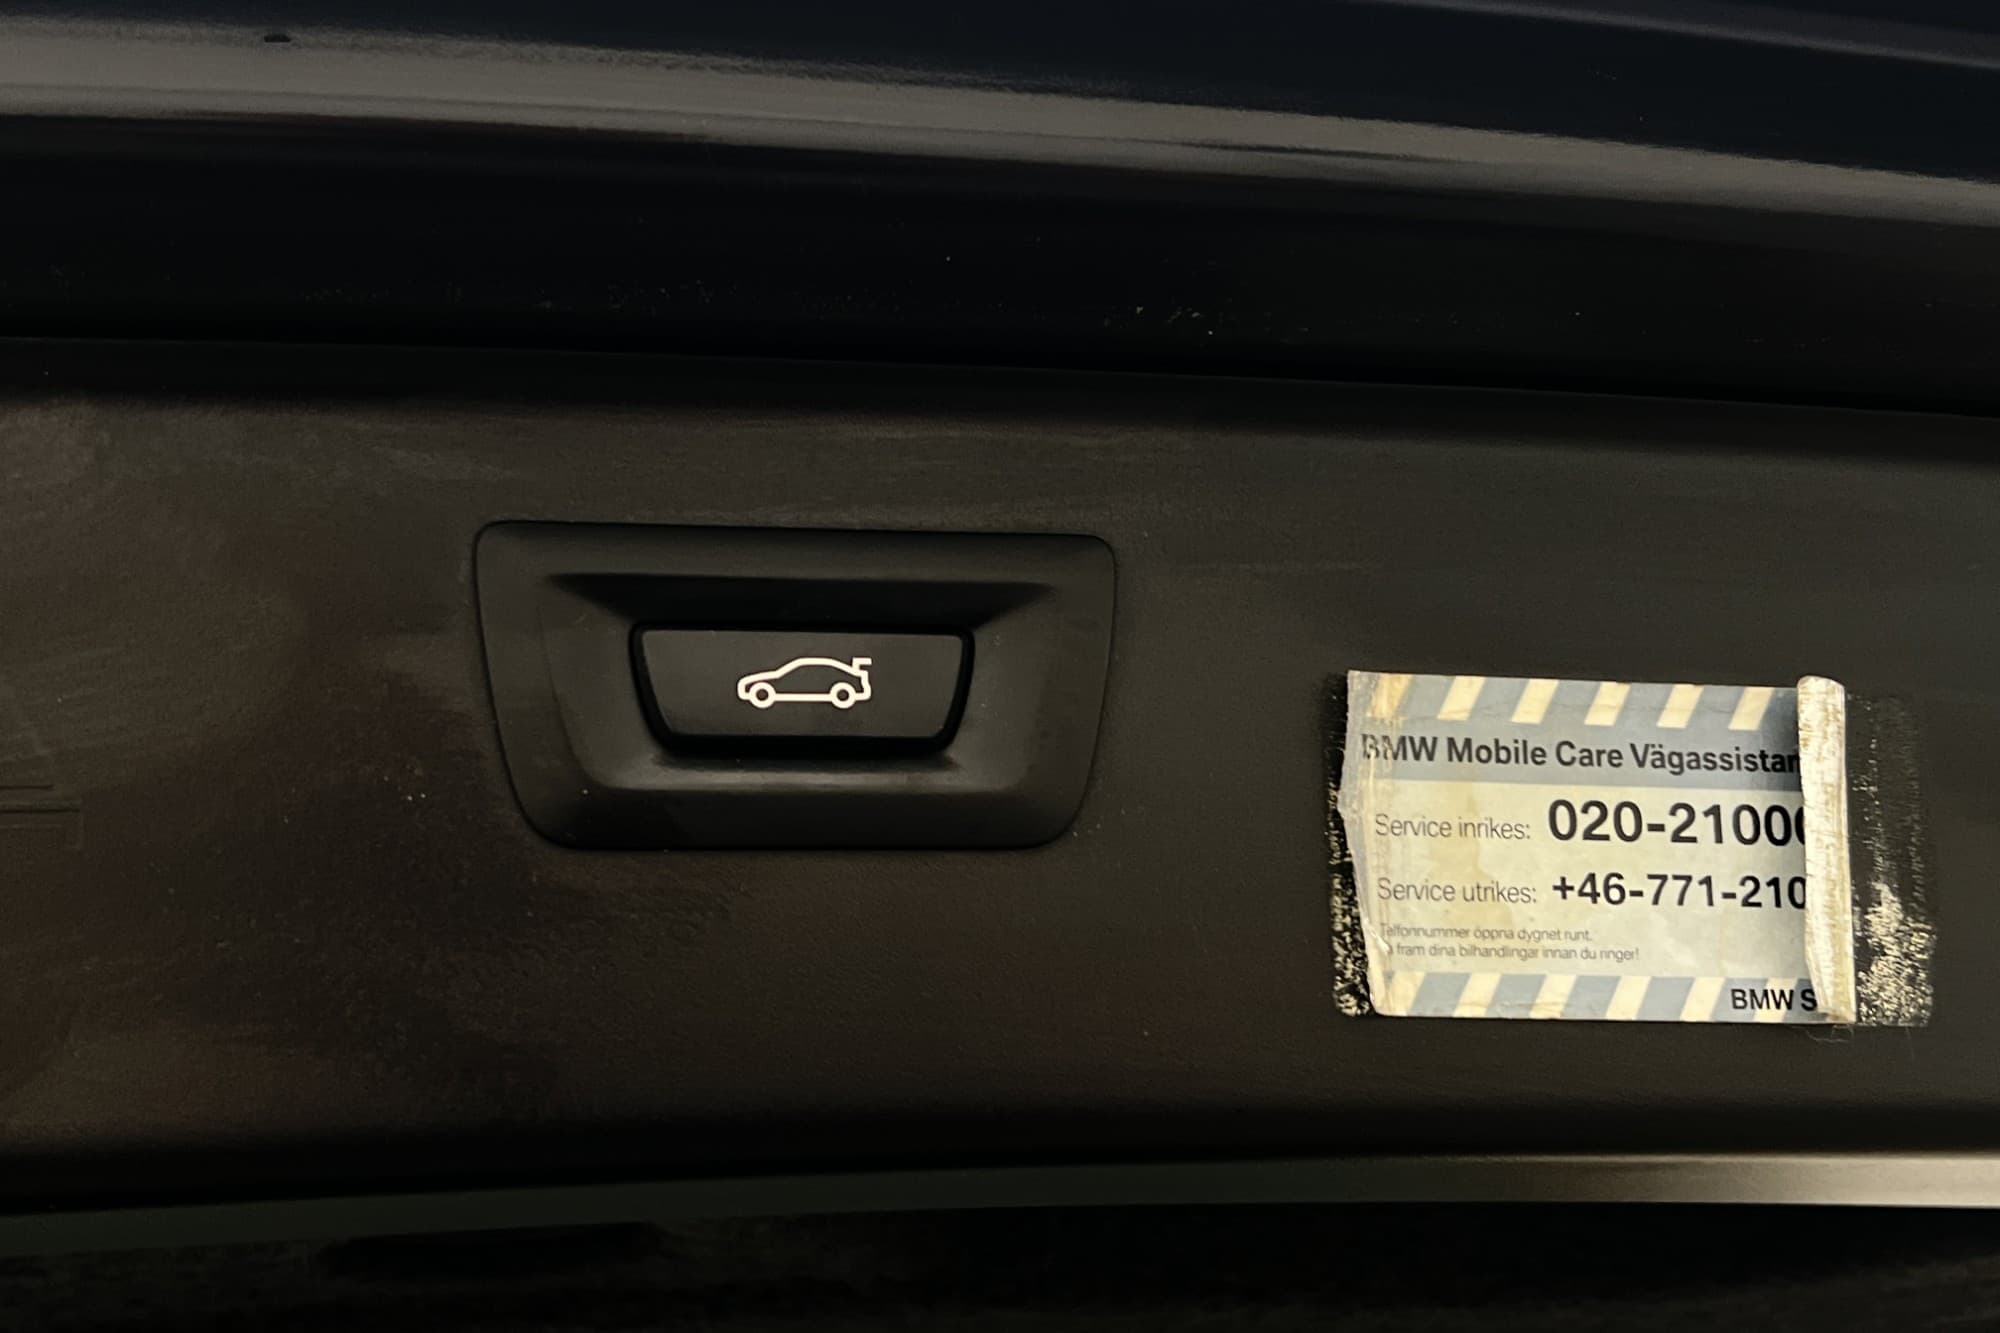 BMW Mobile Care Vägassistan
Service inrikes: 020-2100
Service utrikes: +46-771-210
Telfonnummer öppna dygnet runt.
fram dina bilhandlingar innan du ringer!
BMW S